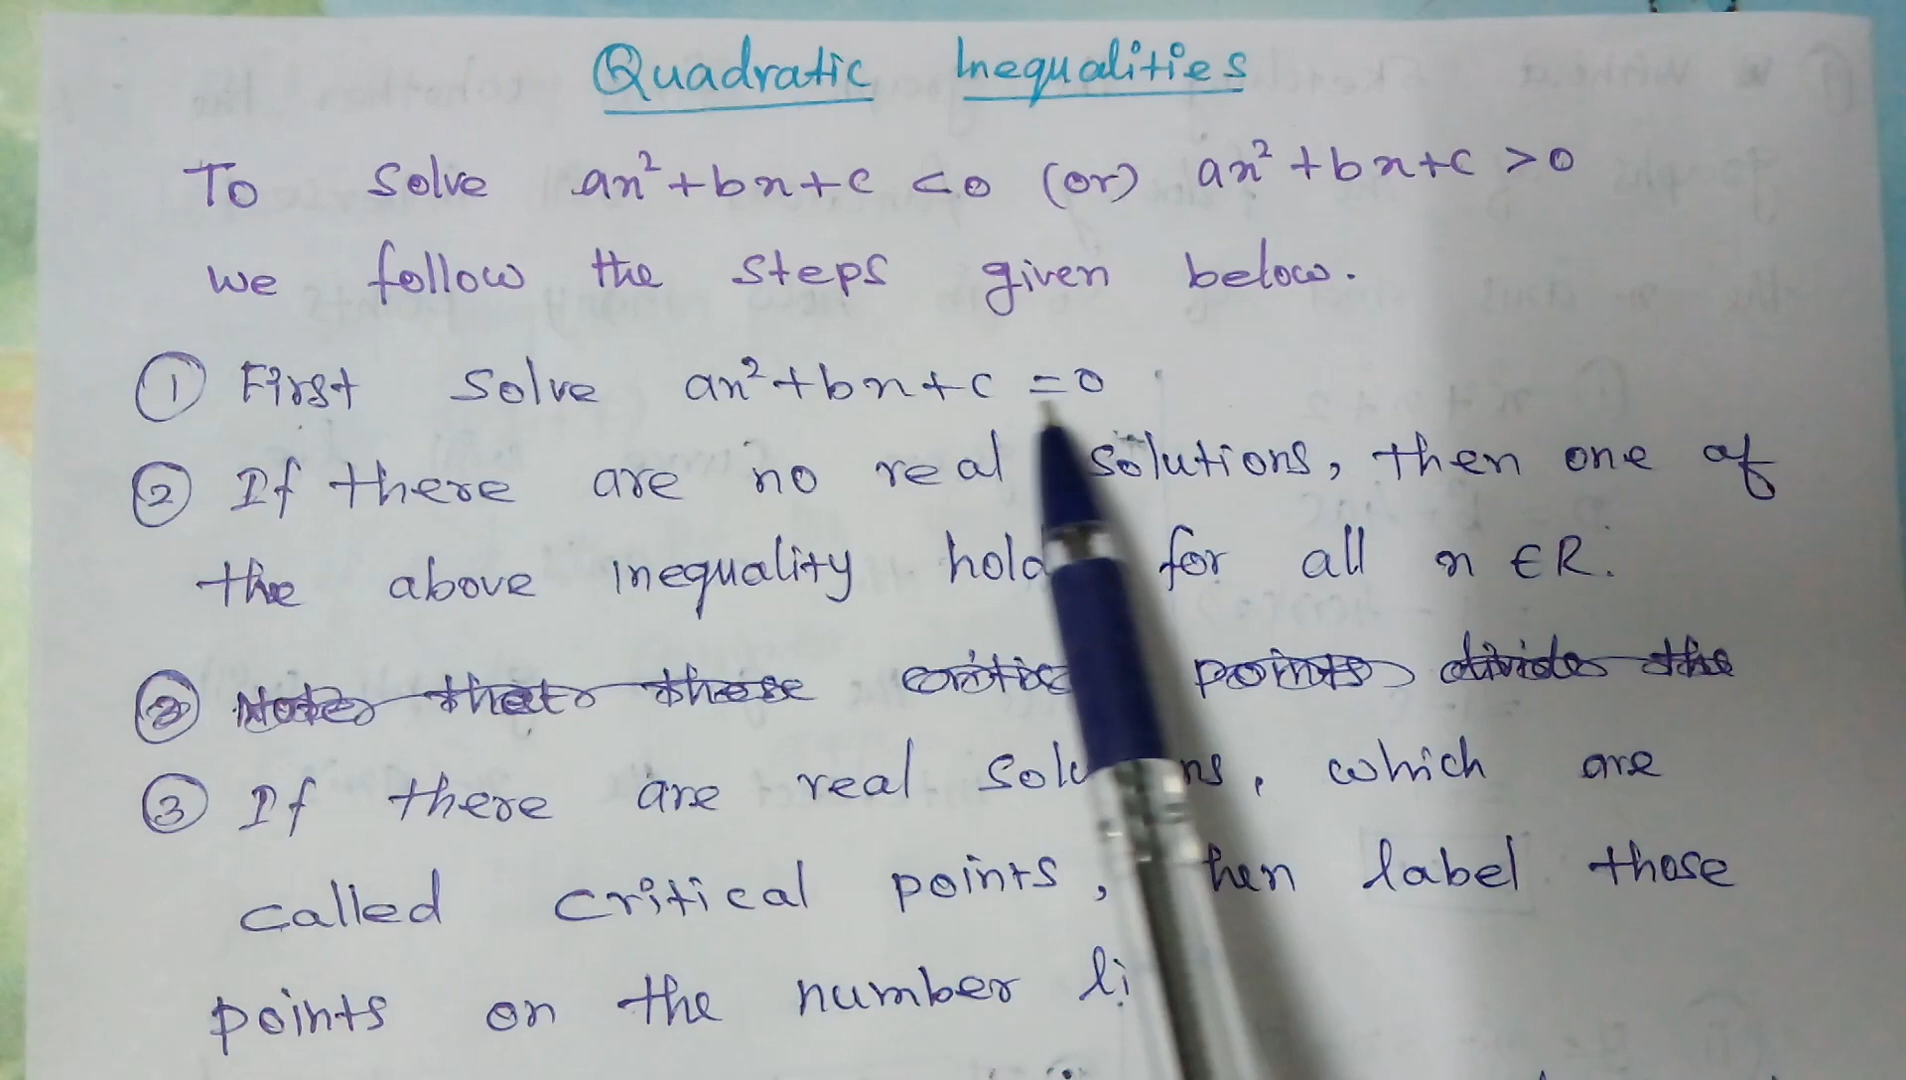 Quadratic Inequalities
To solve ax²+bx+c <0 (or) ax²+bx+c >0
we follow the steps given below.
① First solve ax²+bx+c =0
② If there are no real solutions, then one of
the above inequality hold for all x ∈R.
③ If there are real which are
called critical points, label those
points on the number